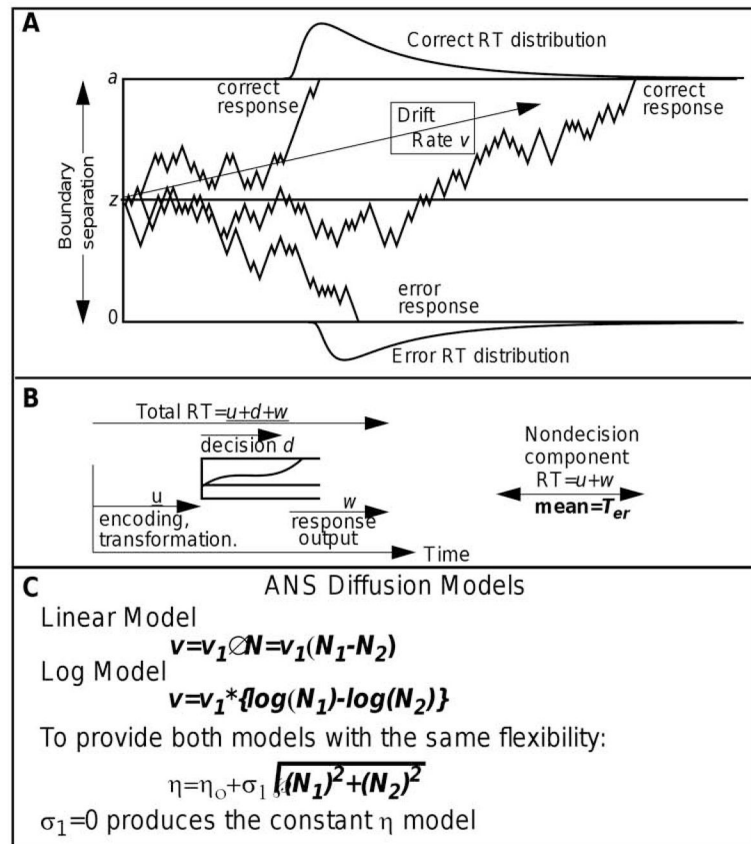 A
Correct RT distribution
a
correct
response
correct
response
Drift
Rate v
Boundary
separation
z
error
response
0
Error RT distribution
B
Total RT=u+d+w
decision d
u
encoding,
transformation.
w
response
output
Time
Nondecision
component
RT=u+w
mean=Ter
C
ANS Diffusion Models
Linear Model
v=v1∅N=v1(N1-N2)
Log Model
v=v1*{log(N1)-log(N2)}
To provide both models with the same flexibility:
η=ηo+σ1√(N1)²+(N2)²
σ1=0 produces the constant η model